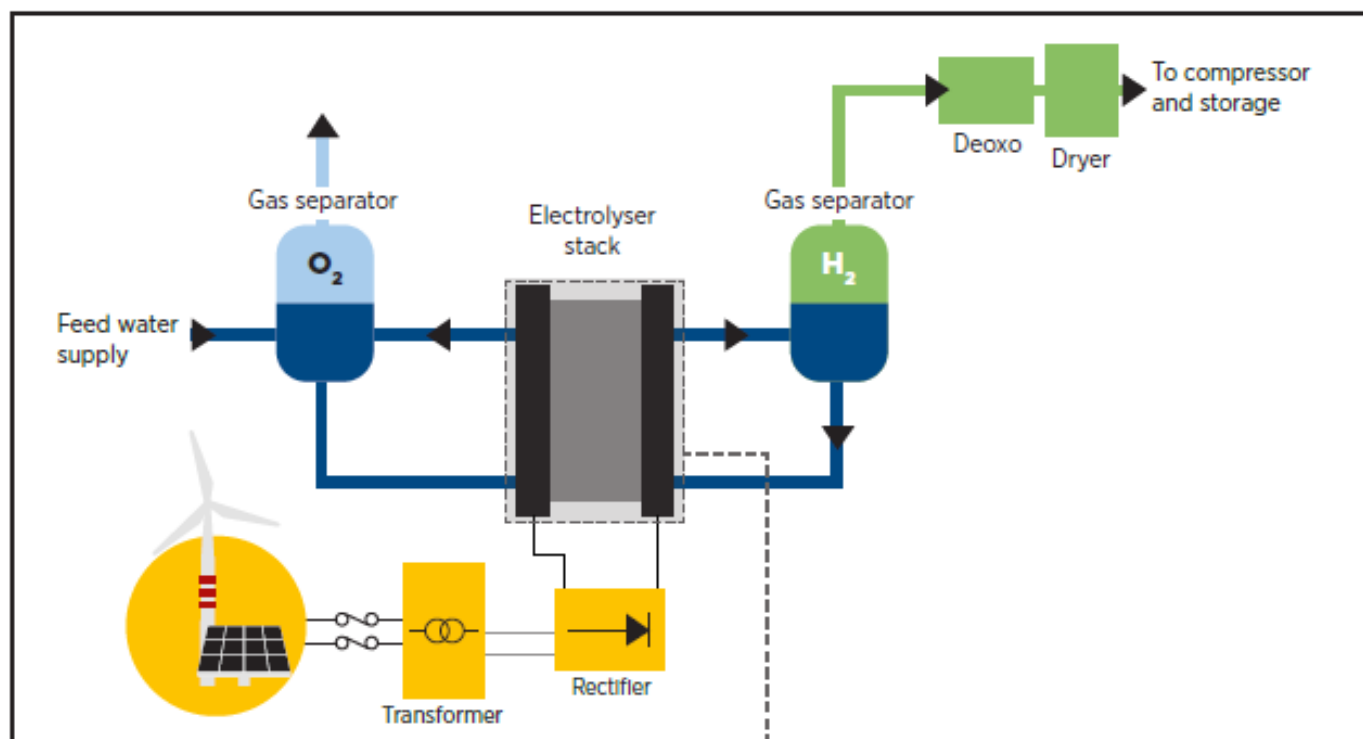 To compressor
and storage
Deoxo
Dryer
Gas separator
Electrolyser
stack
Gas separator
O2
H2
Feed water
supply
Transformer
Rectifier